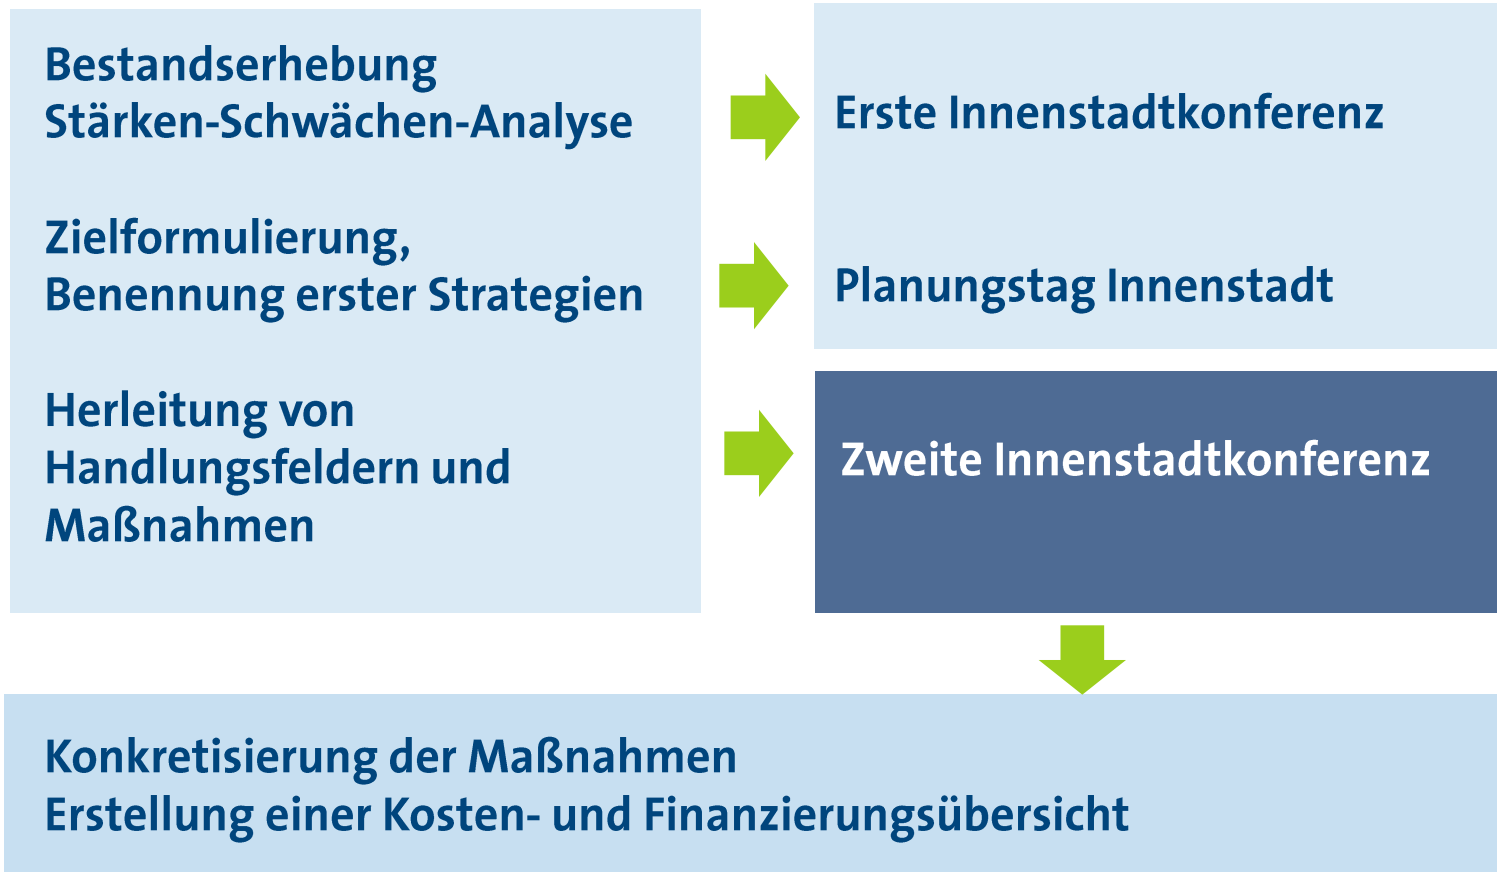 Bestandserhebung
Stärken-Schwächen-Analyse
Erste Innenstadtkonferenz
Zielformulierung,
Benennung erster Strategien
Planungstag Innenstadt
Herleitung von
Handlungsfeldern und
Maßnahmen
Zweite Innenstadtkonferenz
Konkretisierung der Maßnahmen
Erstellung einer Kosten- und Finanzierungsübersicht